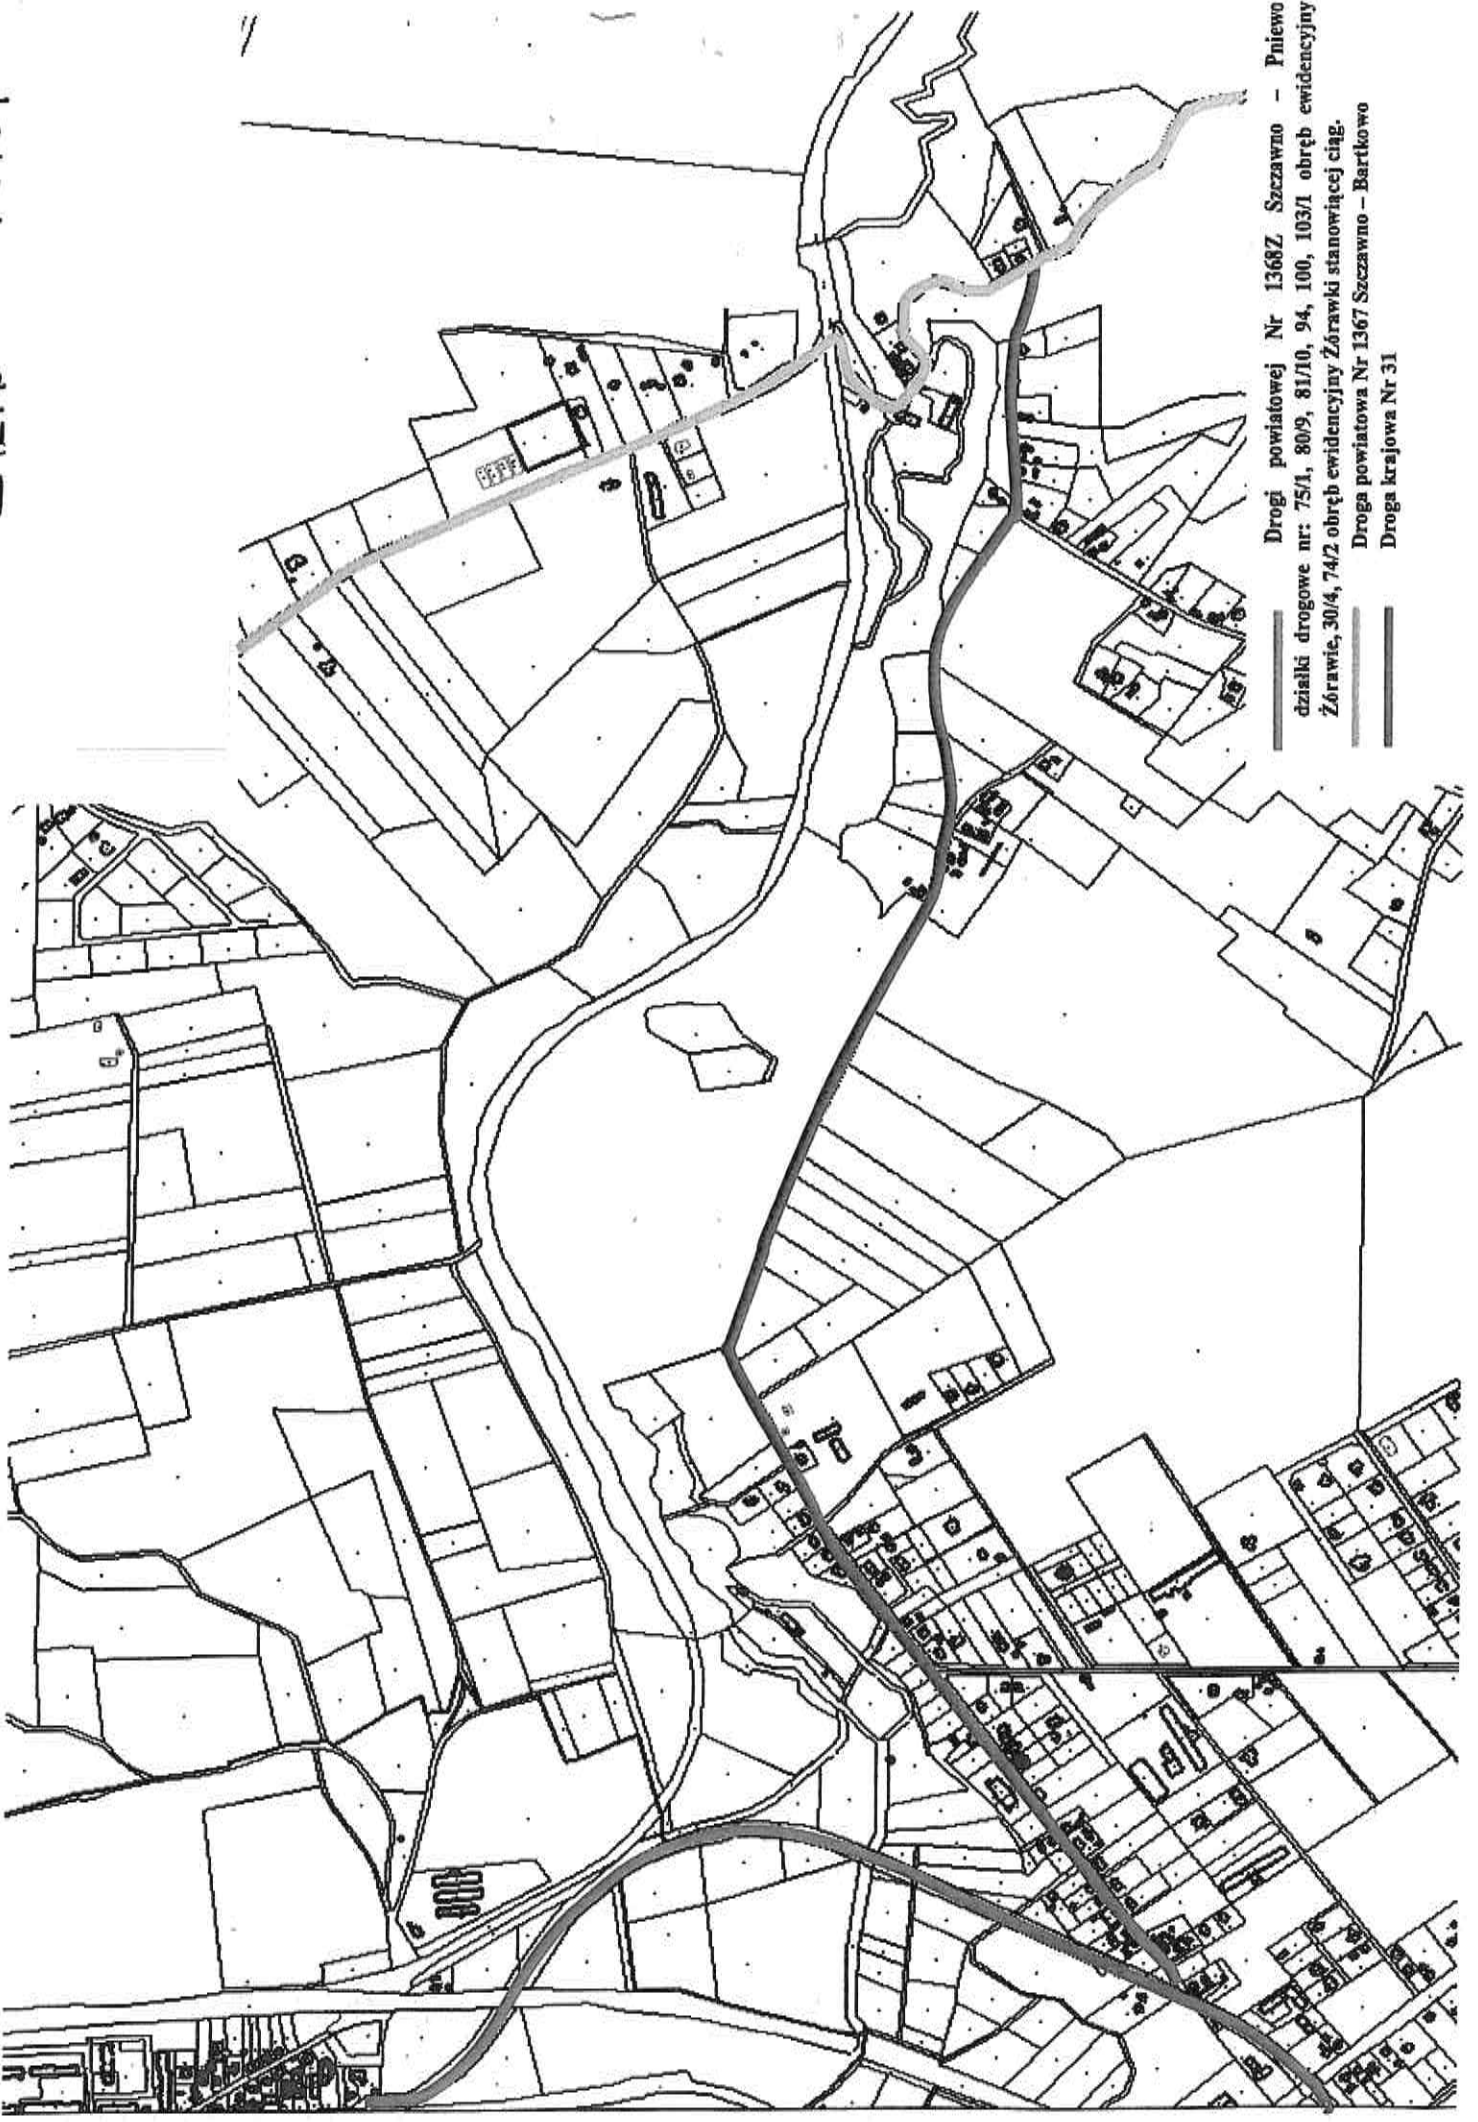 Drogi powiatowej Nr 1368Z Szczawno – Pniewo
działki drogowe nr: 75/1, 80/9, 81/10, 94, 100, 103/1 obręb ewidencyjny
Żórawie, 30/4, 74/2 obręb ewidencyjny Żórawki stanowiącej ciąg.
Droga powiatowa Nr 1367 Szczawno – Bartkowo
Droga krajowa Nr 31